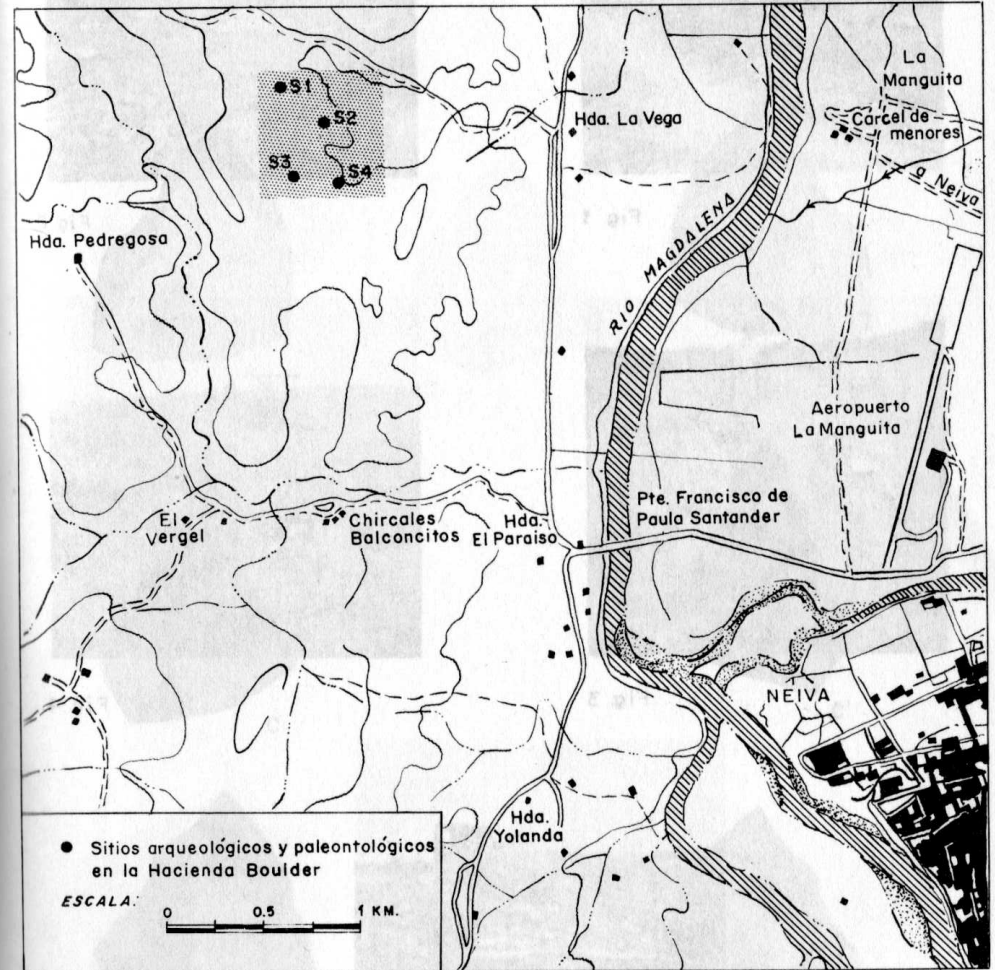 La
Manguita
Cárcel de
menores
a Neiva
S1
S2
S3
S4
Hda. La Vega
Hda. Pedregosa
RIO MAGDALENA
Aeropuerto
La Manguita
Pte. Francisco de
Paula Santander
El
Vergel
Chircales
Balconcitos
Hda.
El Paraiso
NEIVA
Hda.
Yolanda
Sitios arqueológicos y paleontológicos
en la Hacienda Boulder
ESCALA:
0 0.5 1 KM.